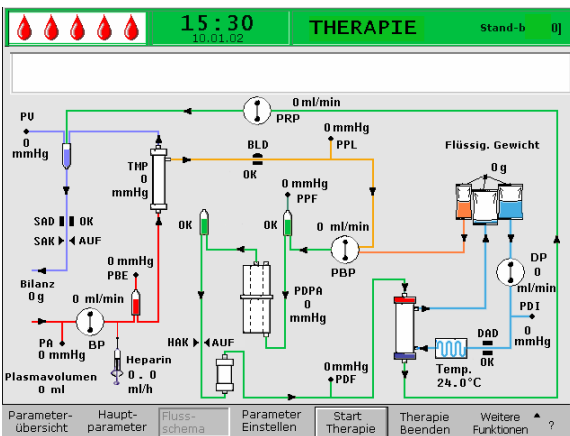 15:30
10.01.02
THERAPIE
Stand-b 0]
0 ml/min
PRP
PV
0
mmHg
BLD
OK
0 mmHg
PPL
Flüssig. Gewicht
0 g
TMP
0
mmHg
0 mmHg
PPF
SAD OK
SAK AUF
OK
OK
0 ml/min
PBP
DP
0
ml/min
Bilanz
0 g
0 mmHg
PBE
0 ml/min
BP
PDPA
0
mmHg
PDI
0
mmHg
PA
0 mmHg
HAK AUF
DAD
OK
Heparin
0.0
ml/h
0 mmHg
PDF
Temp.
24.0°C
Plasmavolumen
0 ml
Parameter-
übersicht
Haupt-
parameter
Fluss-
schema
Parameter
Einstellen
Start
Therapie
Therapie
Beenden
Weitere
Funktionen
?